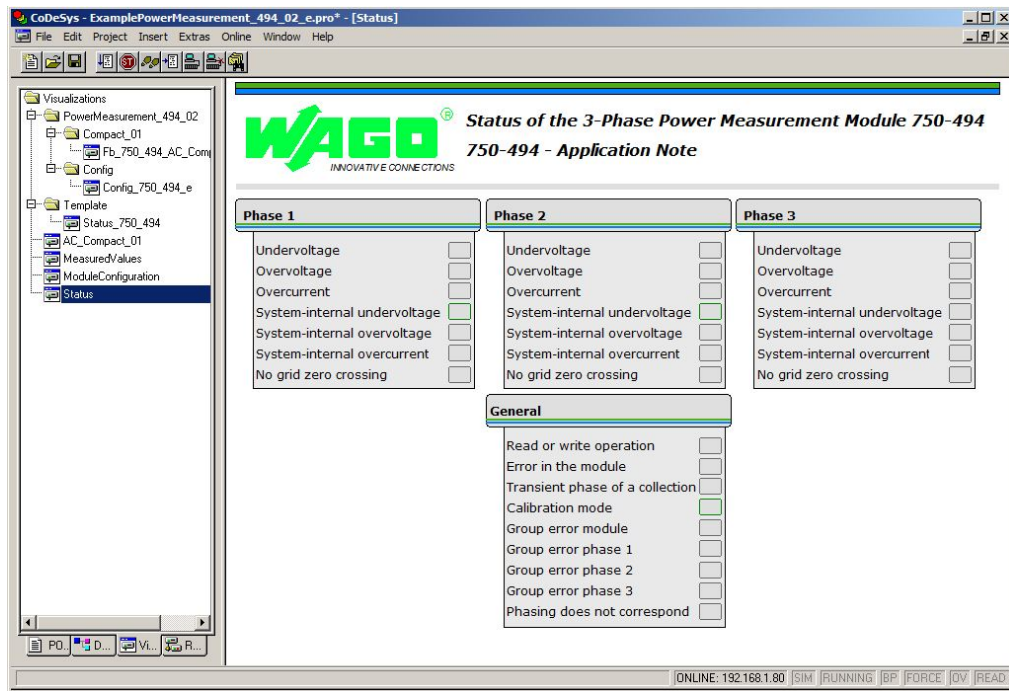 CoDeSys - ExamplePowerMeasurement_494_02_e.pro* - [Status]
File Edit Project Insert Extras Online Window Help
Visualizations
PowerMeasurement_494_02
Compact_01
Fb_750_494_AC_Com
Config
Config_750_494_e
Template
Status_750_494
AC_Compact_01
MeasuredValues
ModuleConfiguration
Status
PO.. D... Vi... R...
WAGO®
INNOVATIVE CONNECTIONS
Status of the 3-Phase Power Measurement Module 750-494
750-494 - Application Note
Phase 1
Undervoltage
Overvoltage
Overcurrent
System-internal undervoltage
System-internal overvoltage
System-internal overcurrent
No grid zero crossing
Phase 2
Undervoltage
Overvoltage
Overcurrent
System-internal undervoltage
System-internal overvoltage
System-internal overcurrent
No grid zero crossing
Phase 3
Undervoltage
Overvoltage
Overcurrent
System-internal undervoltage
System-internal overvoltage
System-internal overcurrent
No grid zero crossing
General
Read or write operation
Error in the module
Transient phase of a collection
Calibration mode
Group error module
Group error phase 1
Group error phase 2
Group error phase 3
Phasing does not correspond
ONLINE: 192.168.1.80 SIM RUNNING BP FORCE OV READ